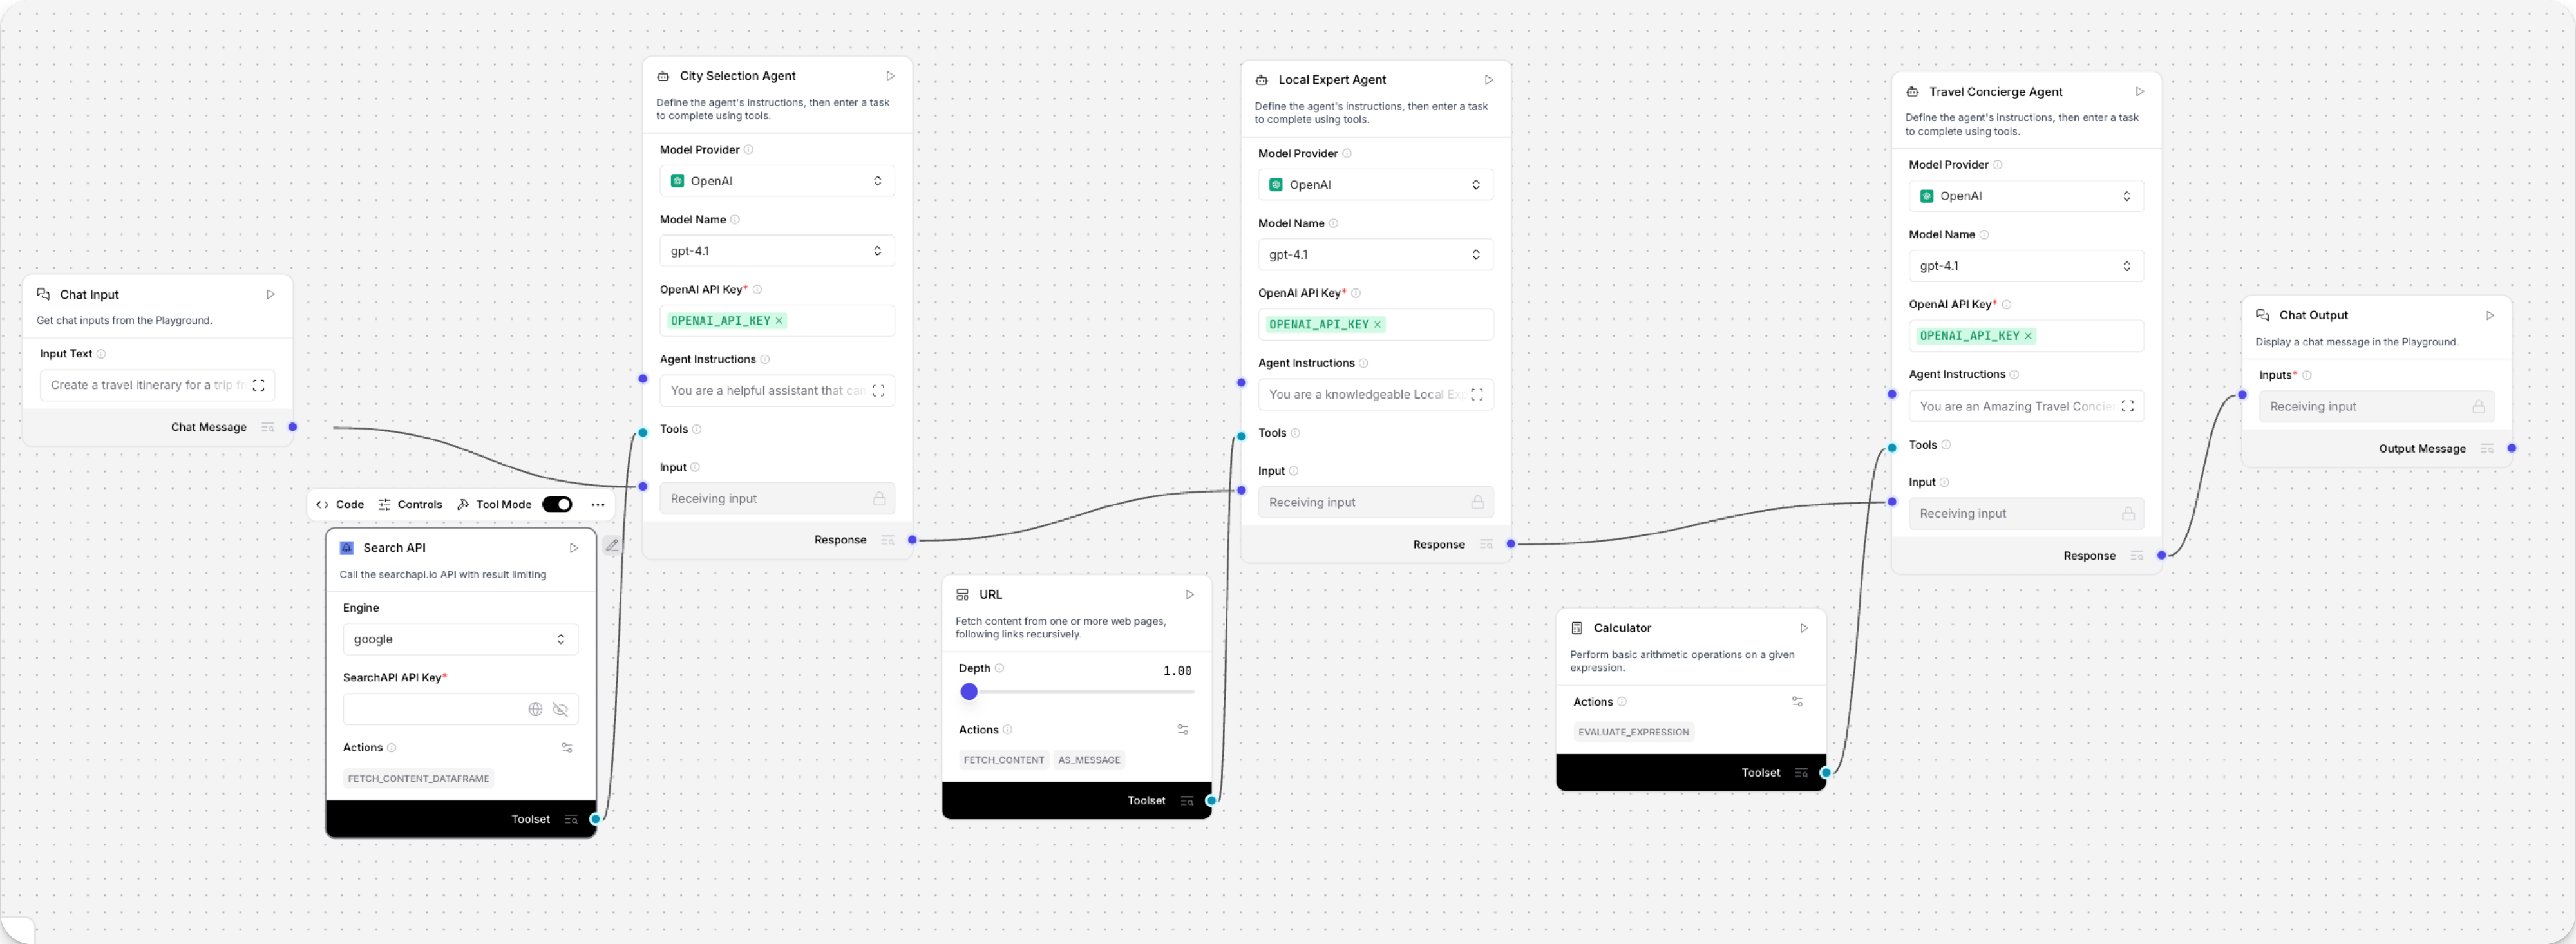 Chat Input
Get chat inputs from the Playground.
Input Text
Create a travel itinerary for a trip
Chat Message
Code
Controls
Tool Mode
Search API
Call the searchapi.io API with result limiting
Engine
google
SearchAPI API Key*
Actions
FETCH_CONTENT_DATAFRAME
Toolset
City Selection Agent
Define the agent's instructions, then enter a task
to complete using tools.
Model Provider
OpenAI
Model Name
gpt-4.1
OpenAI API Key*
OPENAI_API_KEY ×
Agent Instructions
You are a helpful assistant that can
Tools
Input
Receiving input
Response
URL
Fetch content from one or more web pages,
following links recursively.
Depth
1.00
Actions
FETCH_CONTENT AS_MESSAGE
Toolset
Local Expert Agent
Define the agent's instructions, then enter a task
to complete using tools.
Model Provider
OpenAI
Model Name
gpt-4.1
OpenAI API Key*
OPENAI_API_KEY ×
Agent Instructions
You are a knowledgeable Local Exp
Tools
Input
Receiving input
Response
Calculator
Perform basic arithmetic operations on a given
expression.
Actions
EVALUATE_EXPRESSION
Toolset
Travel Concierge Agent
Define the agent's instructions, then enter a task
to complete using tools.
Model Provider
OpenAI
Model Name
gpt-4.1
OpenAI API Key*
OPENAI_API_KEY ×
Agent Instructions
You are an Amazing Travel Concier
Tools
Input
Receiving input
Response
Chat Output
Display a chat message in the Playground.
Inputs*
Receiving input
Output Message